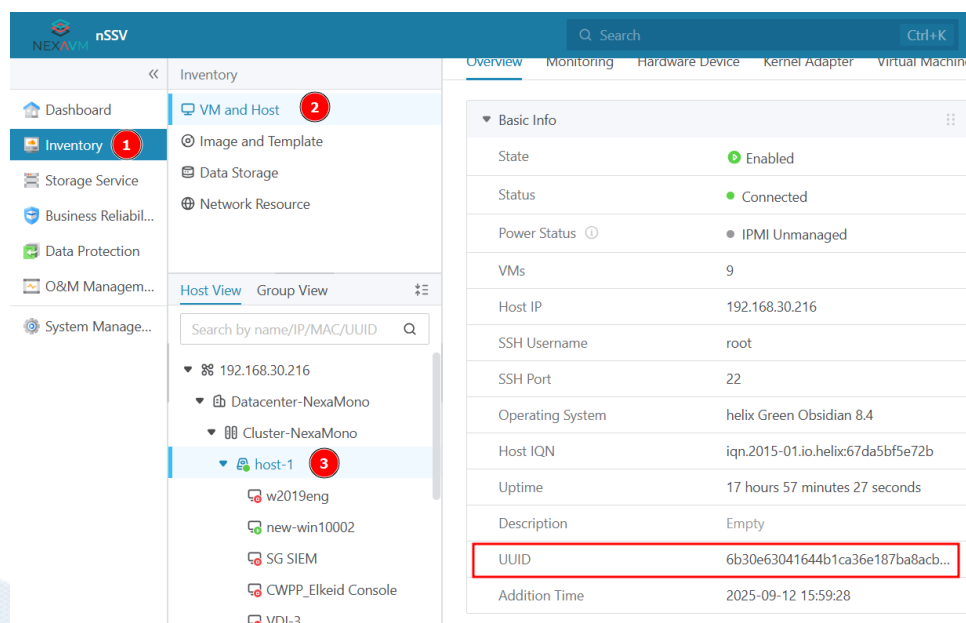 NEXAVM nSSV
Search Ctrl+K
Inventory
Overview Monitoring Hardware Device Kernel Adapter Virtual Machin
Dashboard
Inventory 1
Storage Service
Business Reliabil...
Data Protection
O&M Managem...
System Manage...
VM and Host 2
Image and Template
Data Storage
Network Resource
Host View Group View
Search by name/IP/MAC/UUID
192.168.30.216
Datacenter-NexaMono
Cluster-NexaMono
host-1 3
w2019eng
new-win10002
SG SIEM
CWPP_Elkeid Console
VDI-3
Basic Info
State Enabled
Status Connected
Power Status IPMI Unmanaged
VMs 9
Host IP 192.168.30.216
SSH Username root
SSH Port 22
Operating System helix Green Obsidian 8.4
Host IQN iqn.2015-01.io.helix:67da5bf5e72b
Uptime 17 hours 57 minutes 27 seconds
Description Empty
UUID 6b30e63041644b1ca36e187ba8acb...
Addition Time 2025-09-12 15:59:28